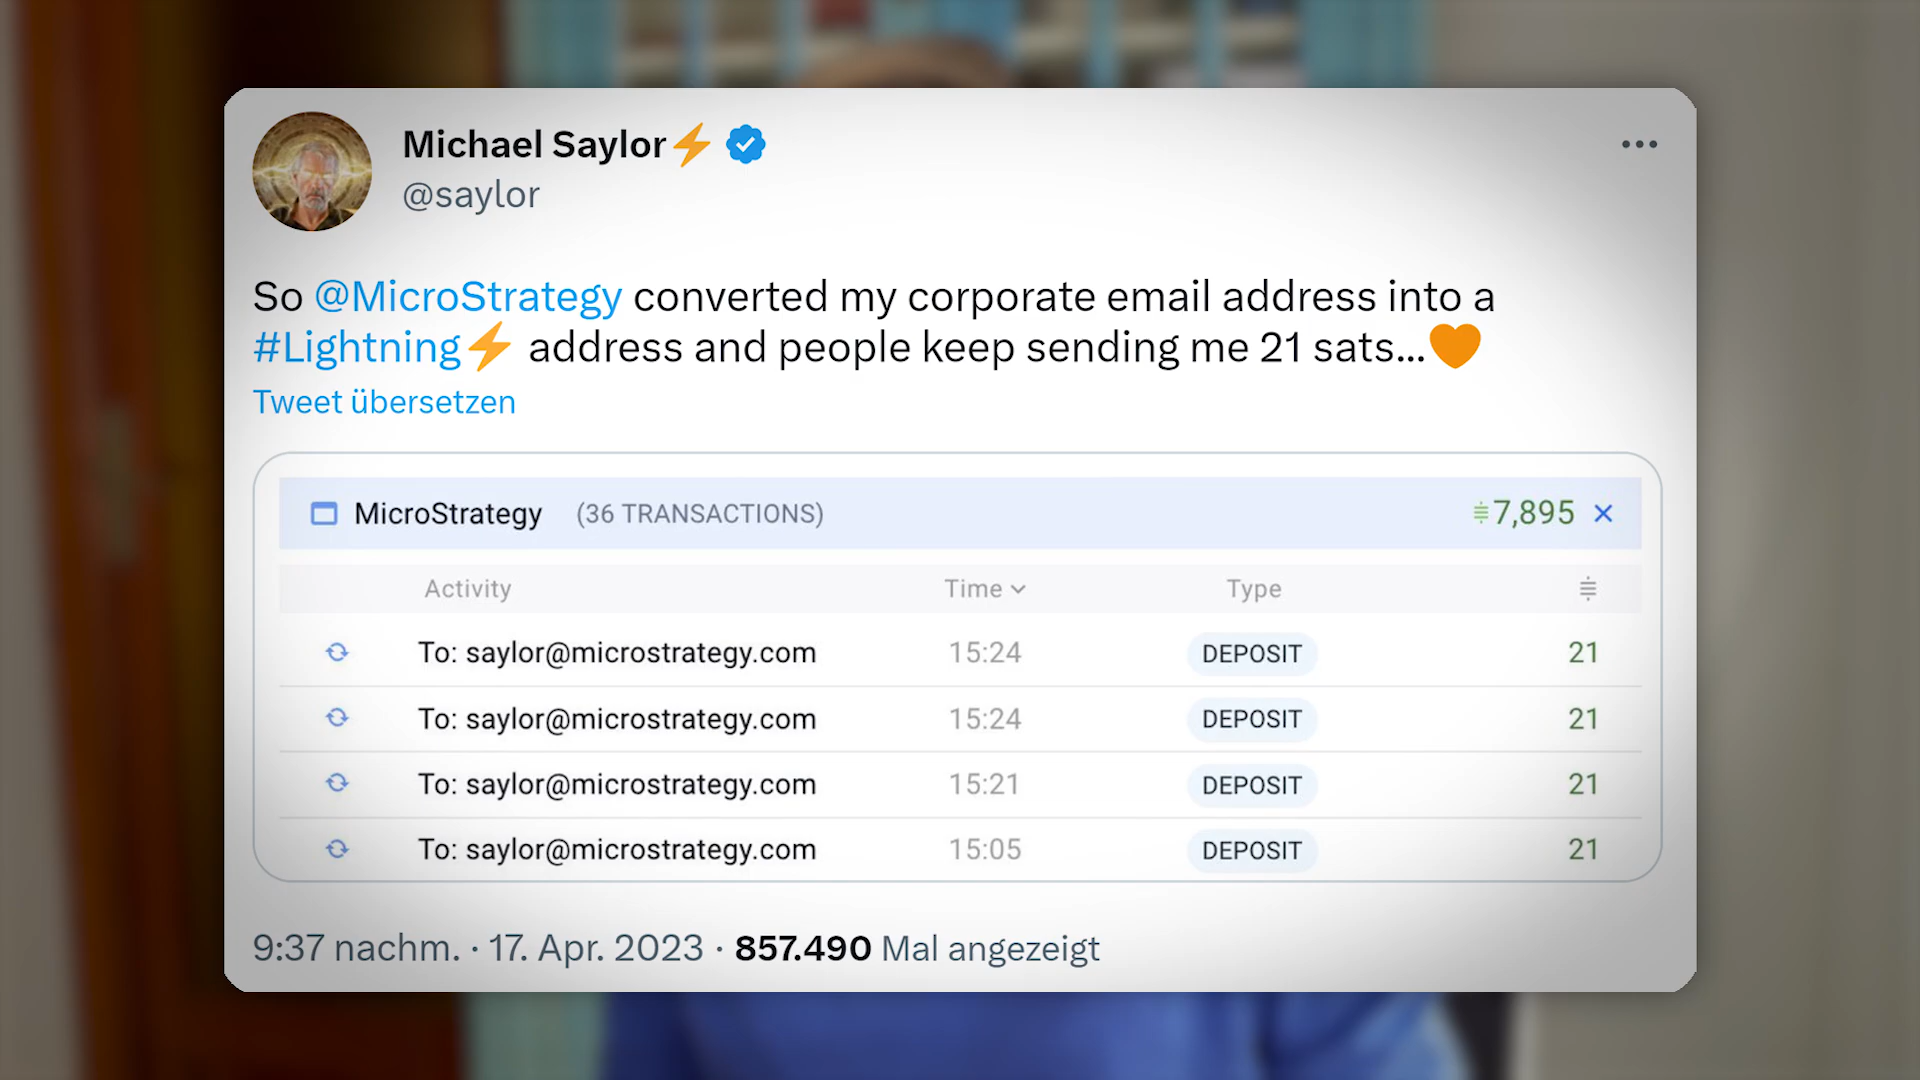 Michael Saylor⚡
@saylor
So @MicroStrategy converted my corporate email address into a
#Lightning⚡ address and people keep sending me 21 sats...🧡
Tweet übersetzen
MicroStrategy (36 TRANSACTIONS) 7,895 ×
Activity Time Type
To: saylor@microstrategy.com 15:24 DEPOSIT 21
To: saylor@microstrategy.com 15:24 DEPOSIT 21
To: saylor@microstrategy.com 15:21 DEPOSIT 21
To: saylor@microstrategy.com 15:05 DEPOSIT 21
9:37 nachm. · 17. Apr. 2023 · 857.490 Mal angezeigt